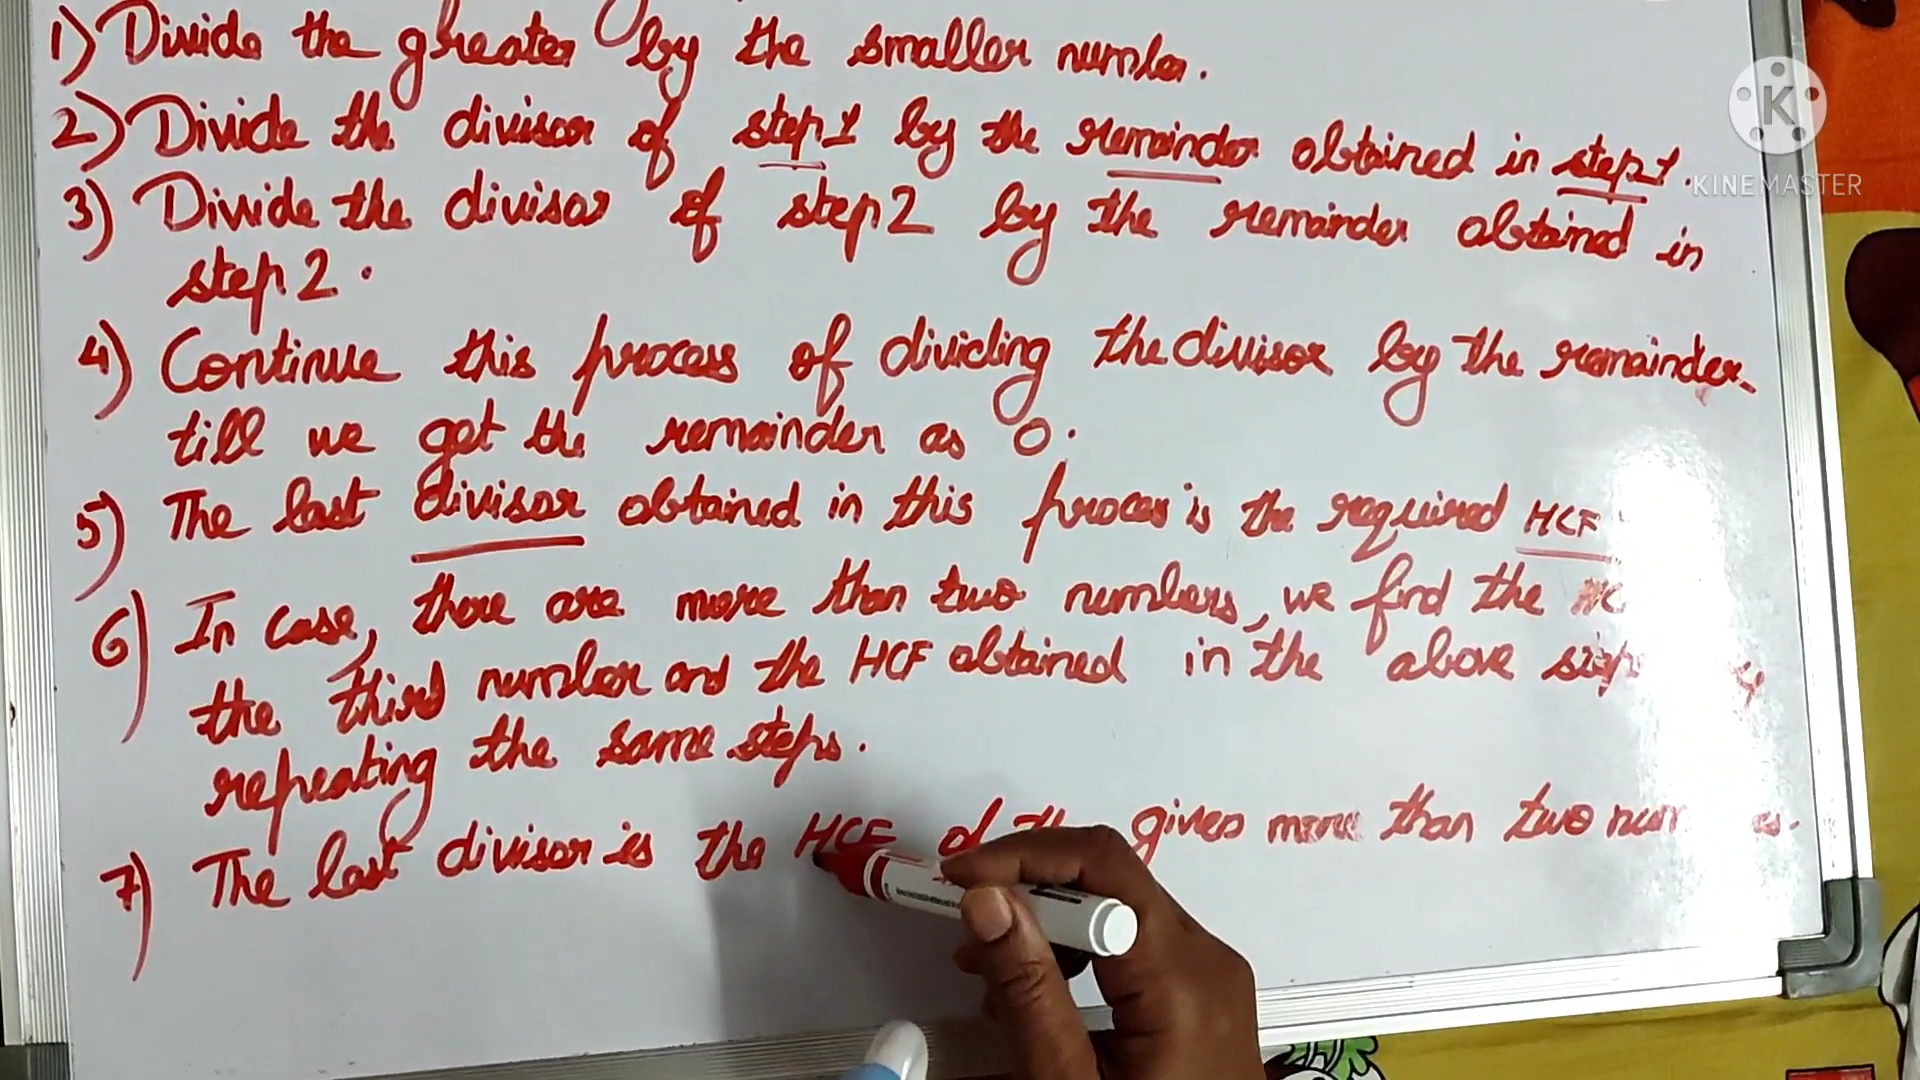 1) Divide the greater by the smaller number.
2) Divide the divisor of step 1 by the remainder obtained in step 1.
3) Divide the divisor of step 2 by the remainder obtained in
step 2.
4) Continue this process of dividing the divisor by the remainder
till we get the remainder as 0.
5) The last divisor obtained in this process is the required HCF
6) In case, there are more than two numbers, we find the
the third number and the HCF obtained in the above steps
repeating the same steps.
7) The last divisor is the HCF of the given more than two
K
KINEMASTER